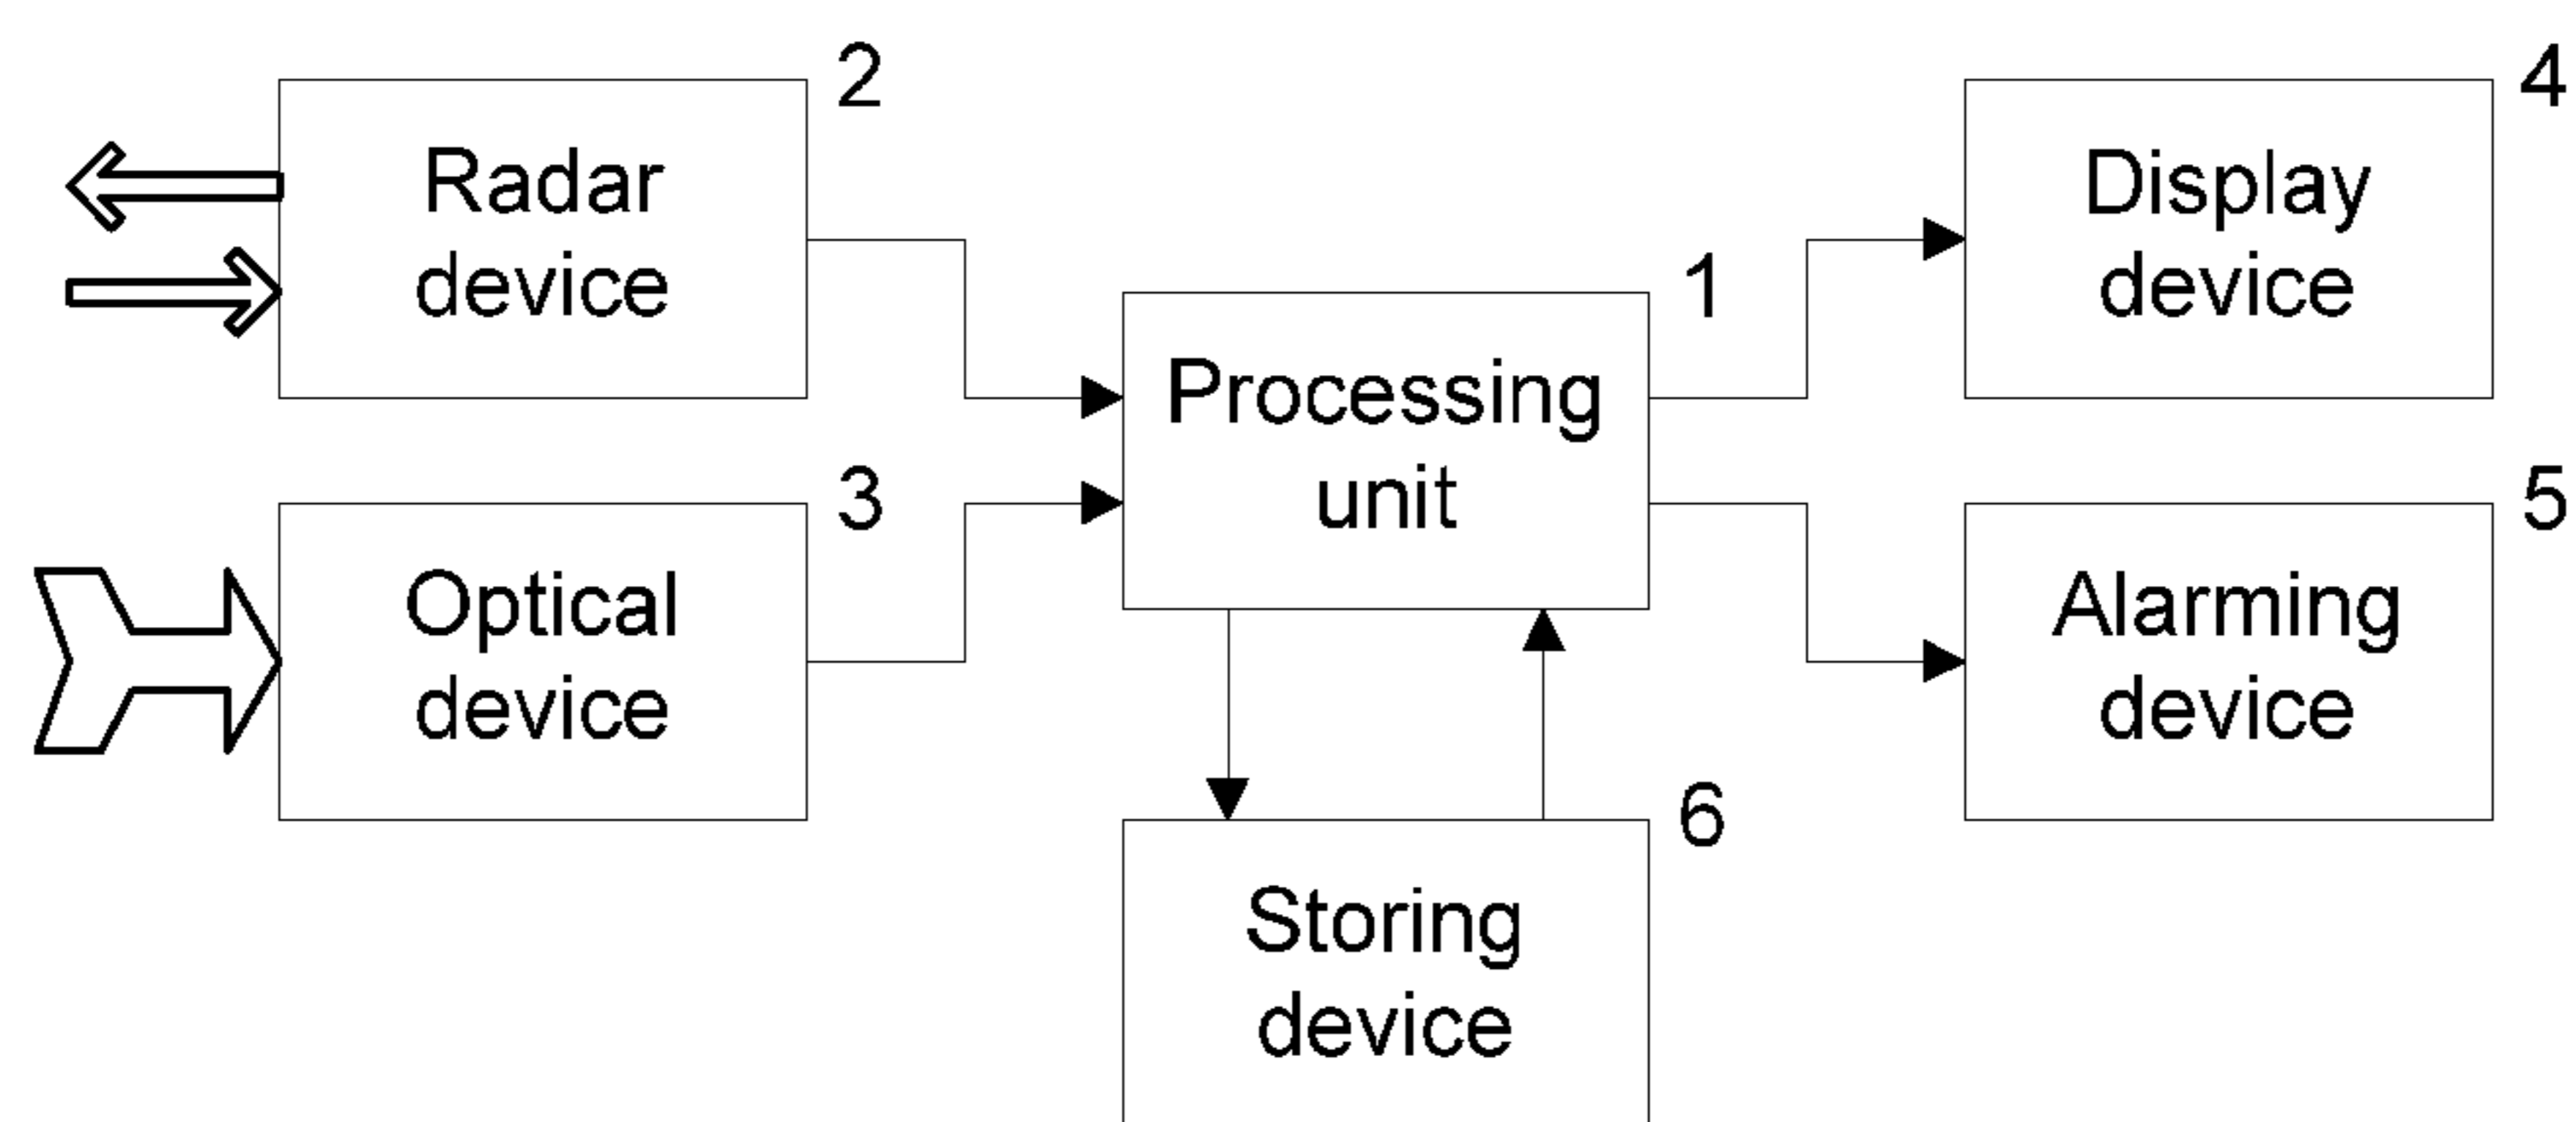 2
Radar
device
4
Display
device
1
Processing
unit
3
Optical
device
5
Alarming
device
6
Storing
device